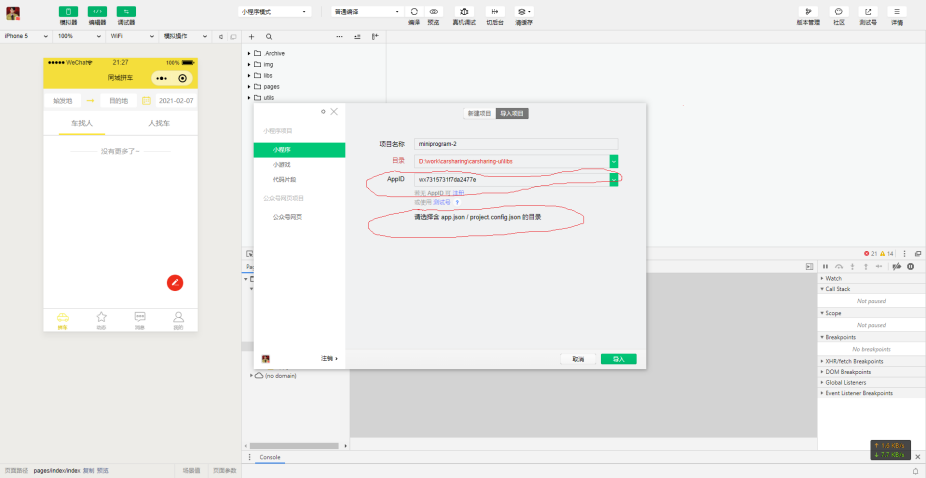 小程序模式
普通编译
模拟器 编辑器 调试器
编译 预览 真机调试 切后台 清缓存
版本管理 社区 测试号 详情
iPhone 5 100% WiFi 模拟操作
WeChat 21:27 100%
同城拼车
始发地 目的地 2021-02-07
车找人 人找车
没有更多了~
.Archive
img
libs
pages
utils
新建项目 导入项目
小程序项目
小程序
小游戏
代码片段
公众号网页项目
公众号网页
项目名称 miniprogram-2
目录 D:\work\carsharing\carsharing-ui\libs
AppID wx7315731f7da2477e
若无 AppID 可 注册
或使用 测试号 ?
请选择含 app.json / project.config.json 的目录
注销
取消 导入
21 14
Watch
Call Stack
Not paused
Scope
Not paused
Breakpoints
No breakpoints
XHR/fetch Breakpoints
DOM Breakpoints
Global Listeners
Event Listener Breakpoints
(no domain)
我的
Console
页面路径 pages/index/index 复制 预览 场景值 页面参数